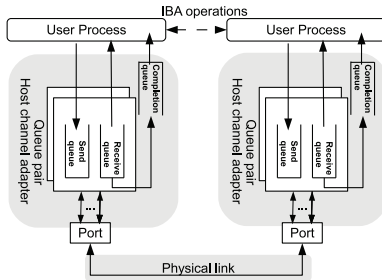 IBA operations
User Process
User Process
Completion
queue
Completion
queue
Host channel adapter
Queue pair
Send
queue
Receive
queue
Host channel adapter
Queue pair
Send
queue
Receive
queue
...
...
Port
Port
Physical link